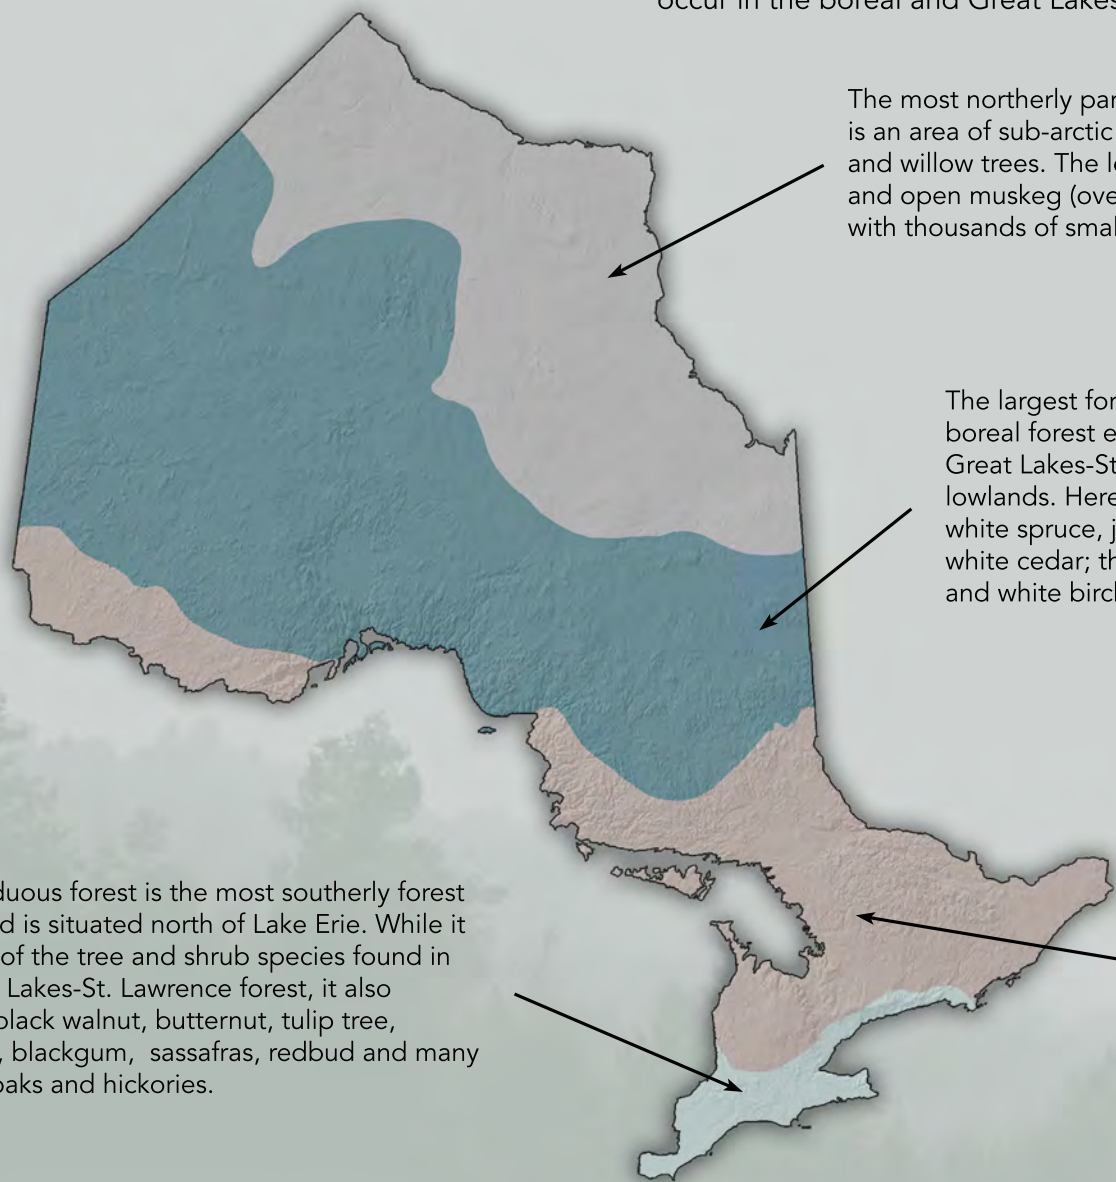 occur in the boreal and Great Lakes
The most northerly par
is an area of sub-arctic
and willow trees. The l
and open muskeg (ove
with thousands of smal
The largest for
boreal forest e
Great Lakes-St
lowlands. Here
white spruce, j
white cedar; th
and white birc
duous forest is the most southerly forest
d is situated north of Lake Erie. While it
of the tree and shrub species found in
Lakes-St. Lawrence forest, it also
black walnut, butternut, tulip tree,
, blackgum, sassafras, redbud and many
oaks and hickories.